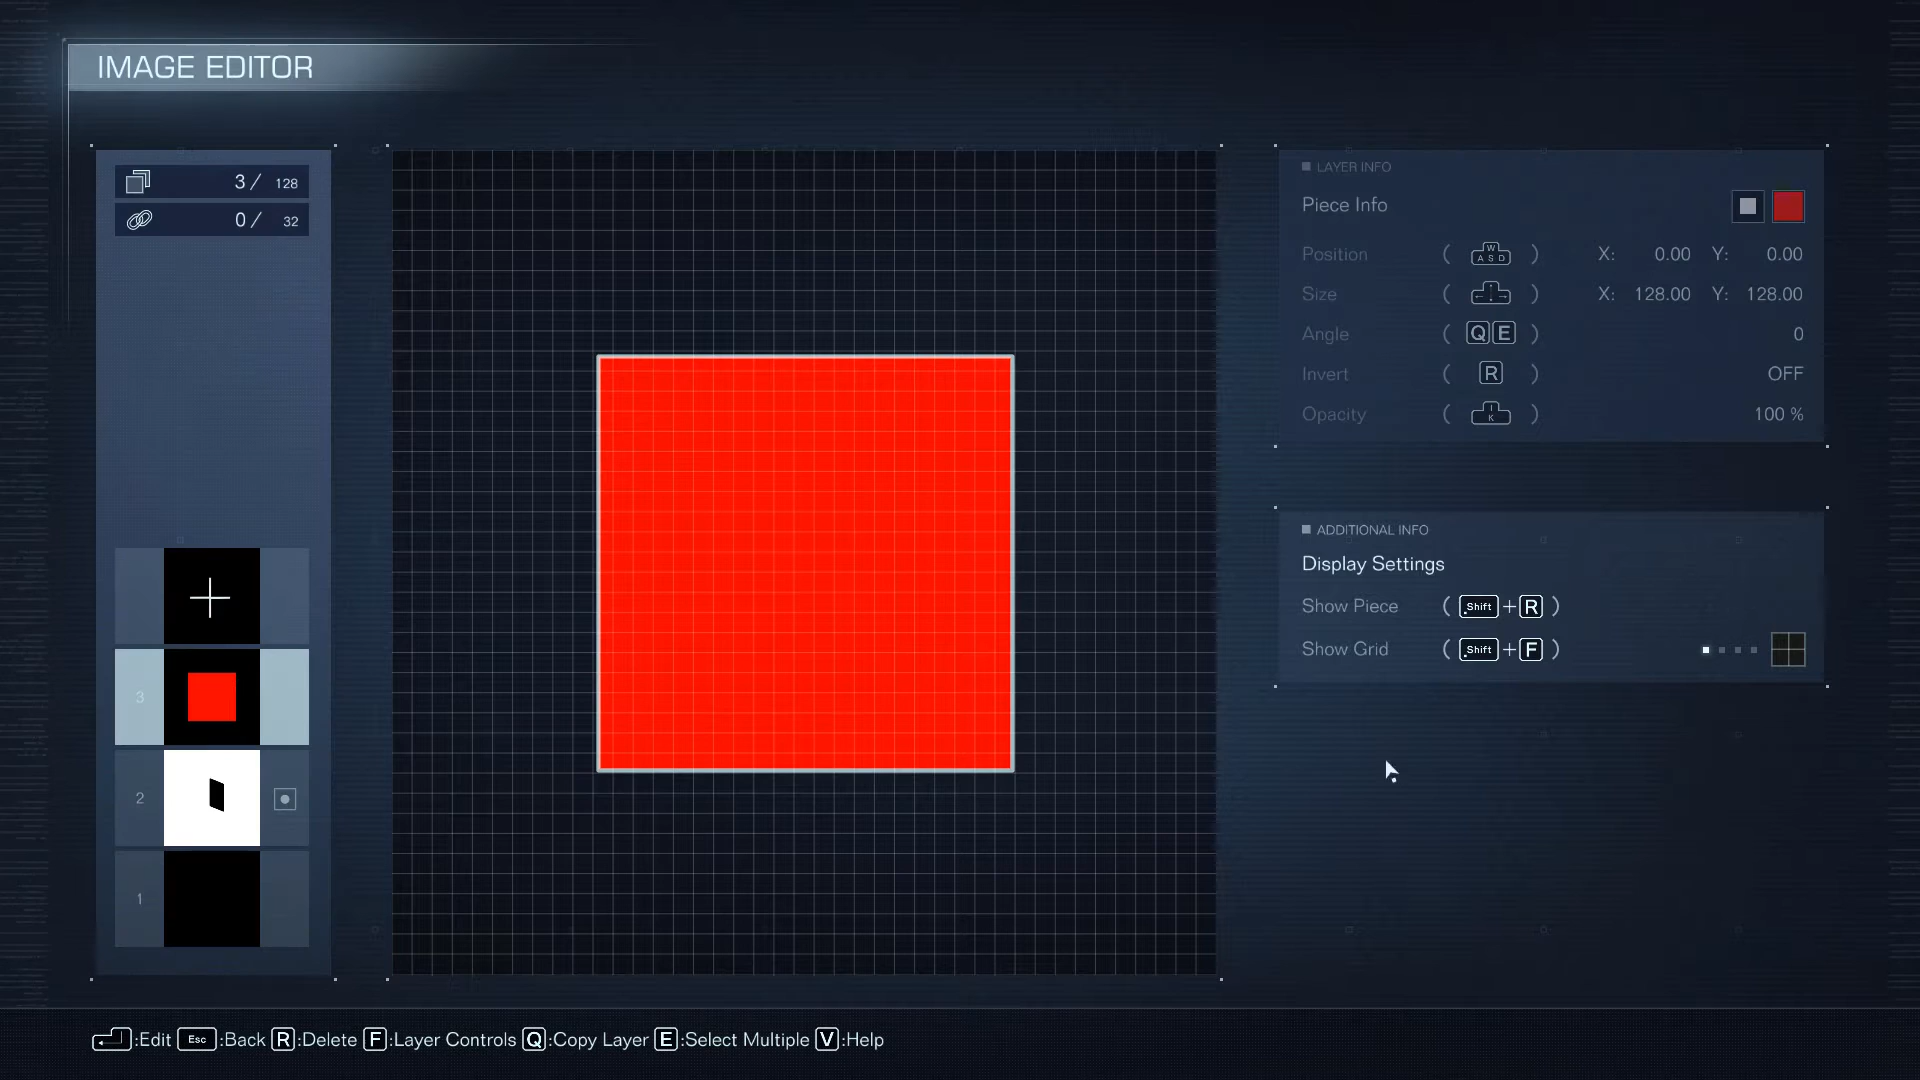 IMAGE EDITOR
3 / 128
0 / 32
3
2
1
LAYER INFO
Piece Info
Position ( W A S D ) X: 0.00 Y: 0.00
Size ( ←↑↓→ ) X: 128.00 Y: 128.00
Angle ( Q E ) 0
Invert ( R ) OFF
Opacity ( I K ) 100 %
ADDITIONAL INFO
Display Settings
Show Piece ( Shift + R )
Show Grid ( Shift + F )
:Edit Esc :Back R :Delete F :Layer Controls Q :Copy Layer E :Select Multiple V :Help